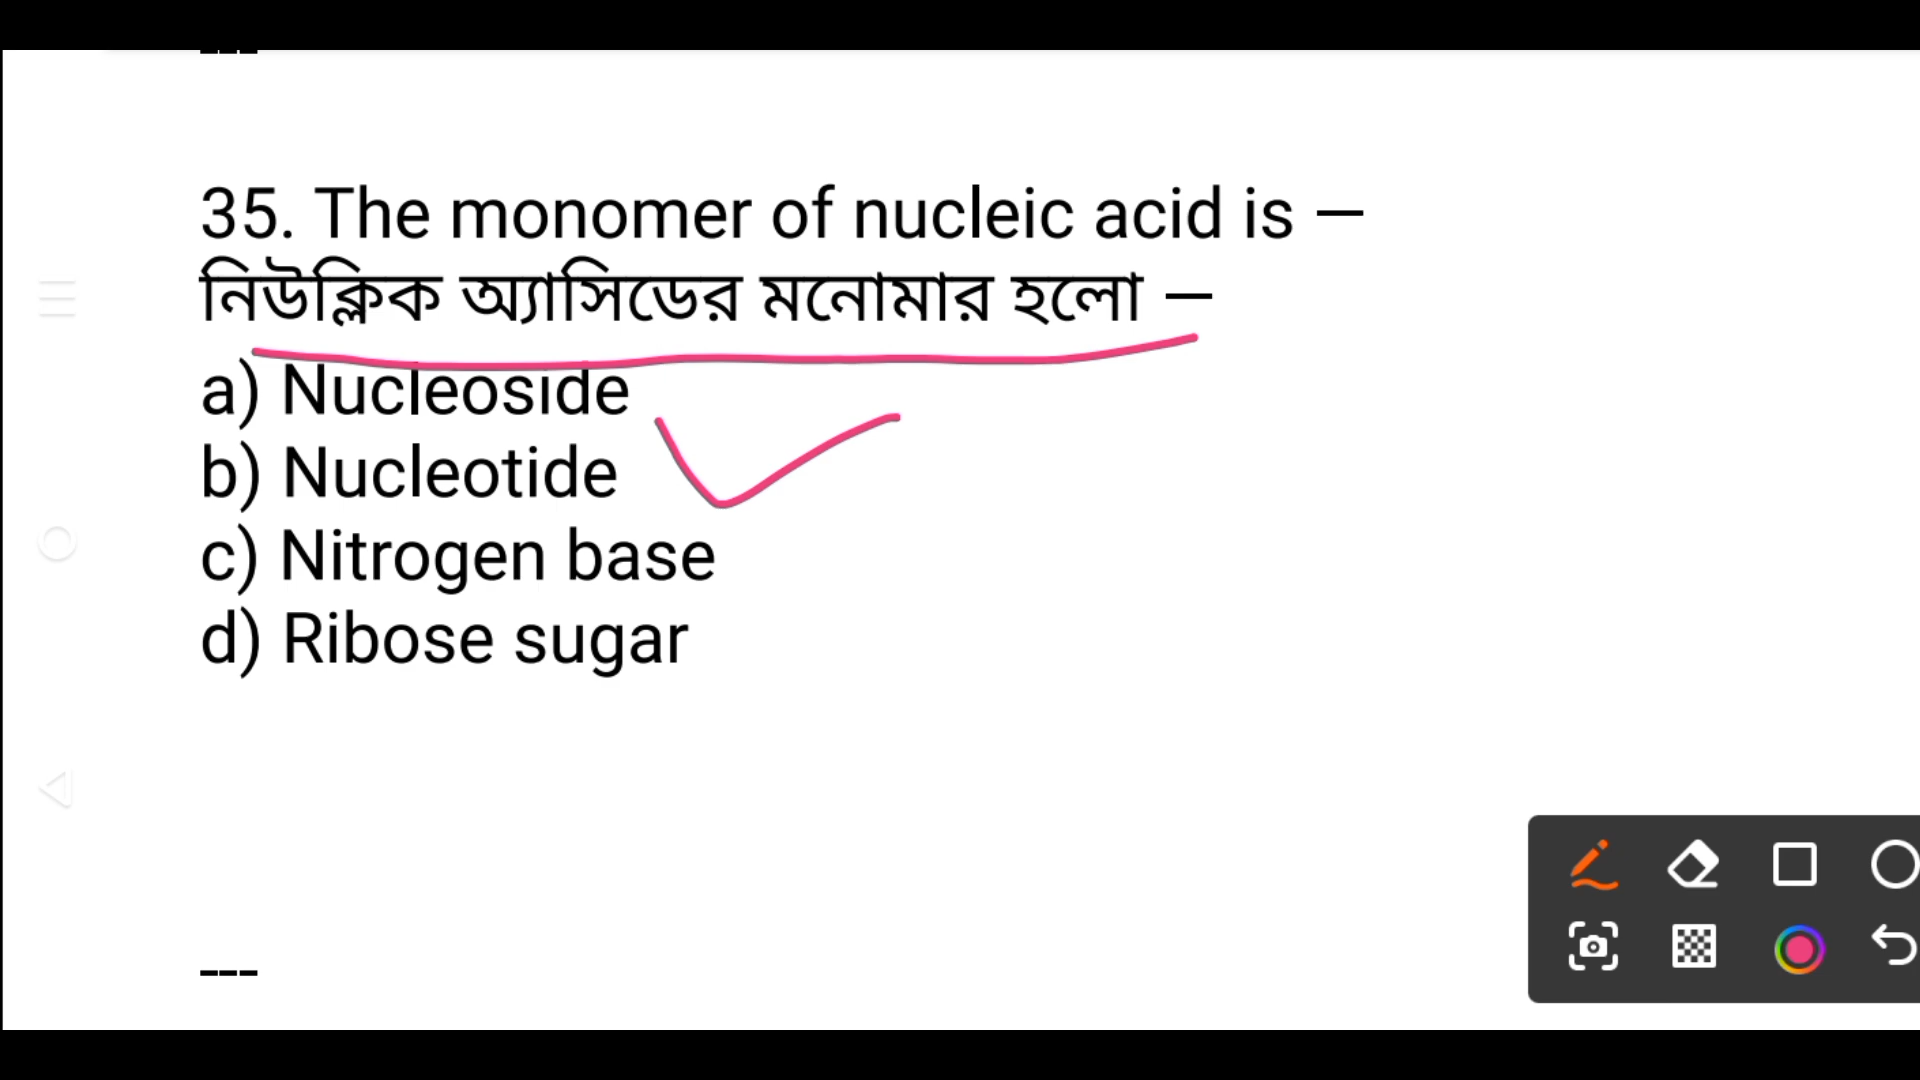 ---
35. The monomer of nucleic acid is —
নিউক্লিক অ্যাসিডের মনোমার হলো —
a) Nucleoside
b) Nucleotide
c) Nitrogen base
d) Ribose sugar
---